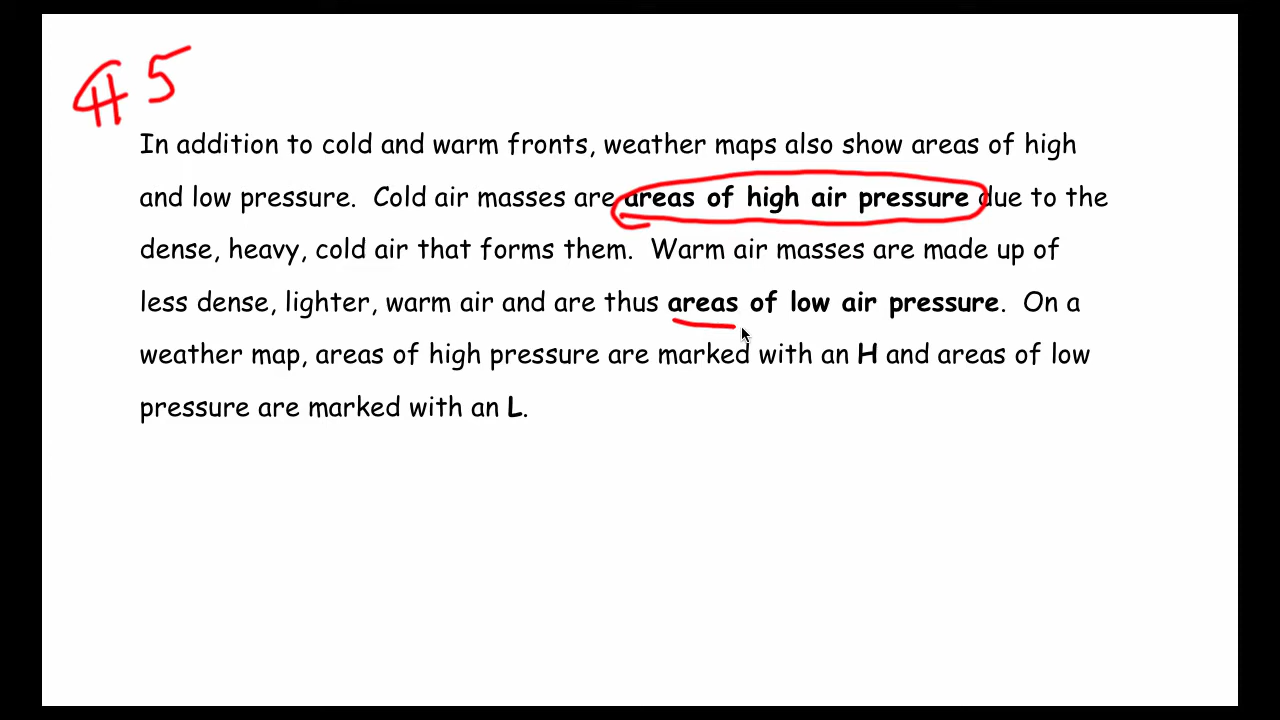 #5
In addition to cold and warm fronts, weather maps also show areas of high
and low pressure. Cold air masses are areas of high air pressure due to the
dense, heavy, cold air that forms them. Warm air masses are made up of
less dense, lighter, warm air and are thus areas of low air pressure. On a
weather map, areas of high pressure are marked with an H and areas of low
pressure are marked with an L.